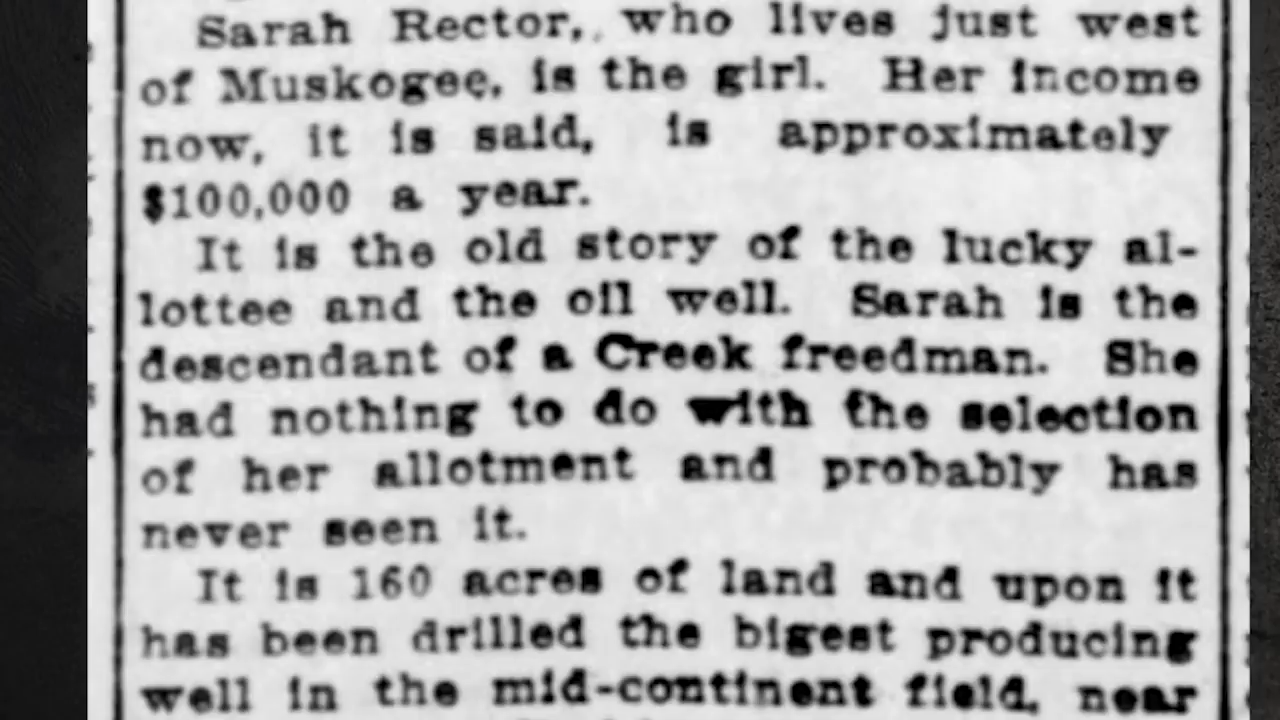 Sarah Rector, who lives just west
of Muskogee, is the girl. Her income
now, it is said, is approximately
$100,000 a year.
It is the old story of the lucky al-
lottee and the oil well. Sarah is the
descendant of a Creek freedman. She
had nothing to do with the selection
of her allotment and probably has
never seen it.
It is 160 acres of land and upon it
has been drilled the bigest producing
well in the mid-continent field, near